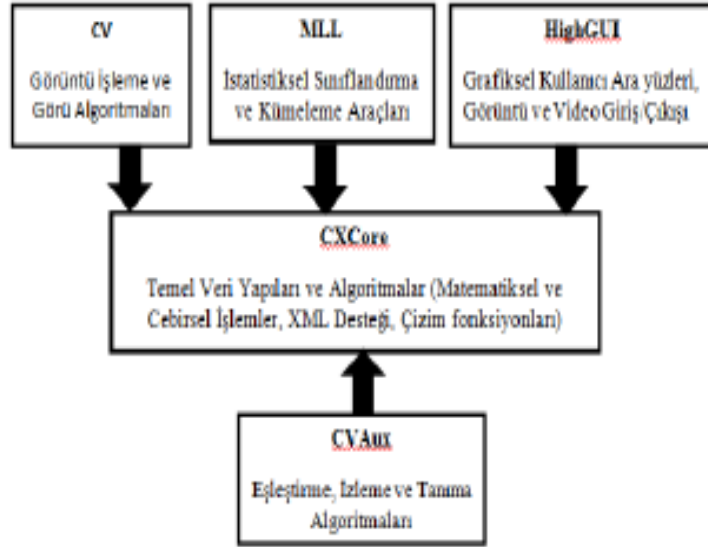 CV
Görüntü İşleme ve
Görü Algoritmaları
MLL
İstatistiksel Sınıflandırma
ve Kümeleme Araçları
HighGUI
Grafiksel Kullanıcı Ara yüzleri,
Görüntü ve Video Giriş/Çıkışı
CXCore
Temel Veri Yapıları ve Algoritmalar (Matematiksel ve
Cebirsel İşlemler, XML Desteği, Çizim fonksiyonları)
CVAux
Eşleştirme, İzleme ve Tanıma
Algoritmaları